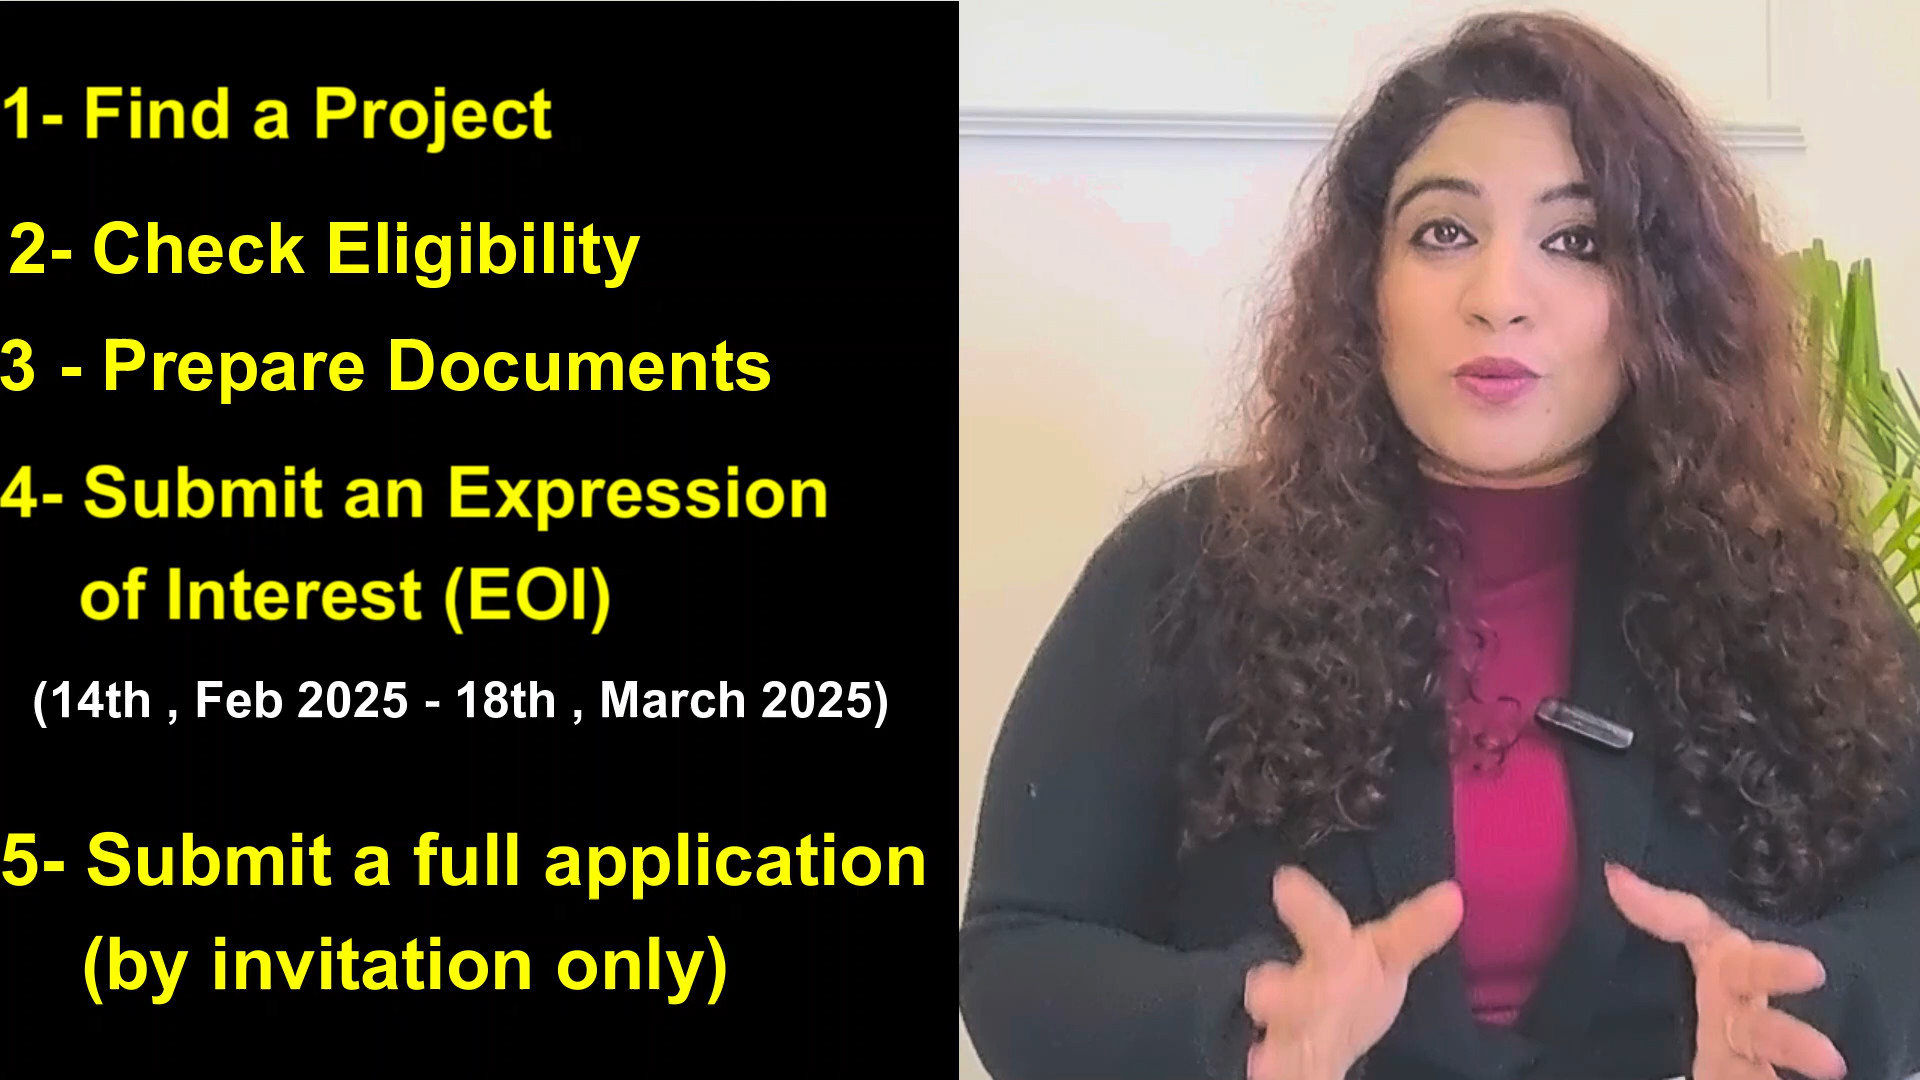 1- Find a Project
2- Check Eligibility
3 - Prepare Documents
4- Submit an Expression
of Interest (EOI)
(14th , Feb 2025 - 18th , March 2025)
5- Submit a full application
(by invitation only)